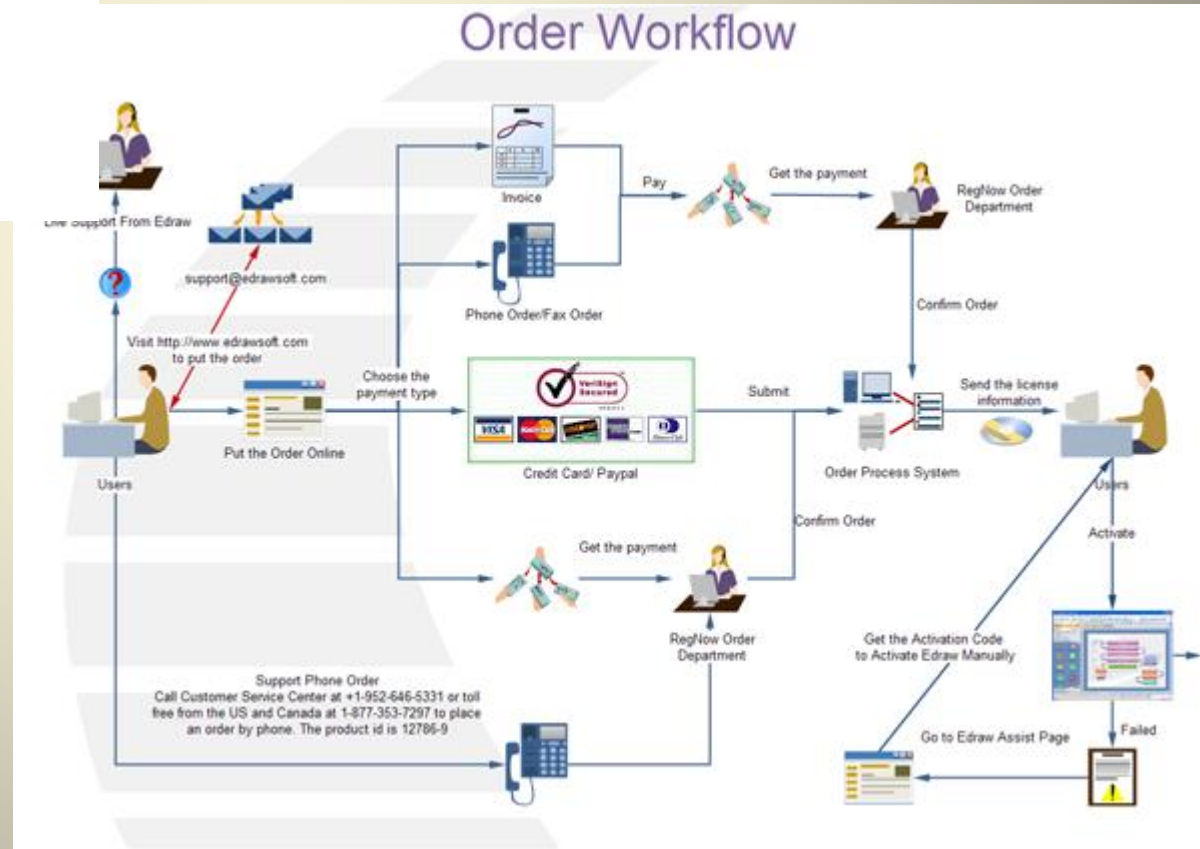 Order Workflow
Live Support From Edraw
support@edrawsoft.com
Visit http://www.edrawsoft.com
to put the order
Users
Put the Order Online
Choose the
payment type
Invoice
Phone Order/Fax Order
Pay
Get the payment
RegNow Order
Department
Confirm Order
VeriSign
Secured
VISA
MasterCard
Credit Card/ Paypal
Submit
Order Process System
Send the license
information
Users
Activate
Get the payment
Confirm Order
RegNow Order
Department
Support Phone Order
Call Customer Service Center at +1-952-646-5331 or toll
free from the US and Canada at 1-877-353-7297 to place
an order by phone. The product id is 12786-9
Get the Activation Code
to Activate Edraw Manually
Failed
Go to Edraw Assist Page